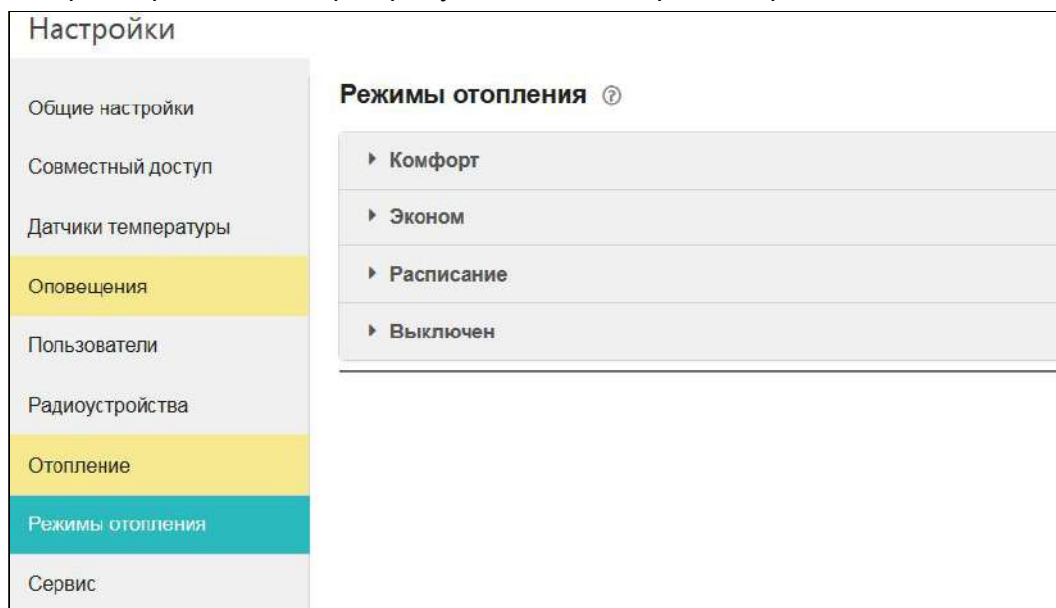 Настройки
Общие настройки
Совместный доступ
Датчики температуры
Оповещения
Пользователи
Радиоустройства
Отопление
Режимы отопления
Сервис
Режимы отопления ?
Комфорт
Эконом
Расписание
Выключен